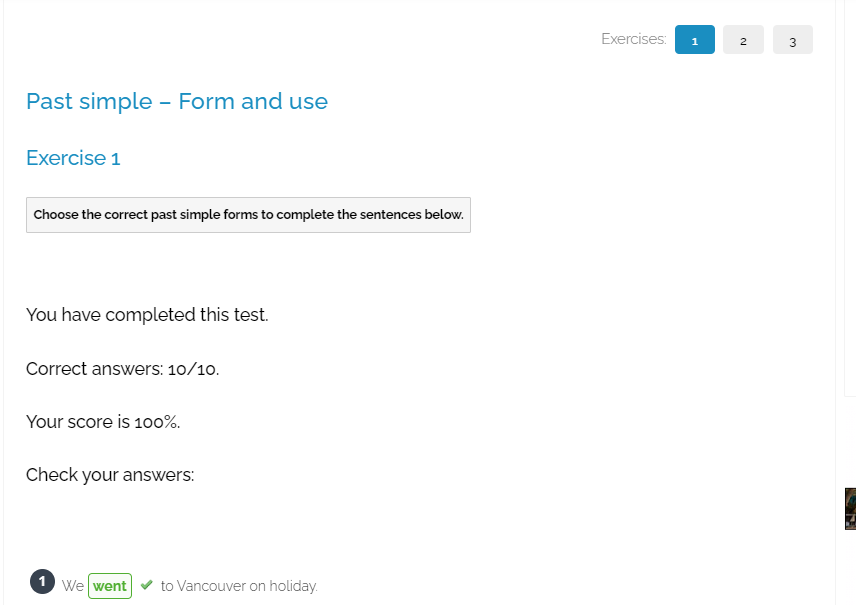 Exercises: 1 2 3
Past simple – Form and use
Exercise 1
Choose the correct past simple forms to complete the sentences below.
You have completed this test.
Correct answers: 10/10.
Your score is 100%.
Check your answers:
1 We went ✔ to Vancouver on holiday.